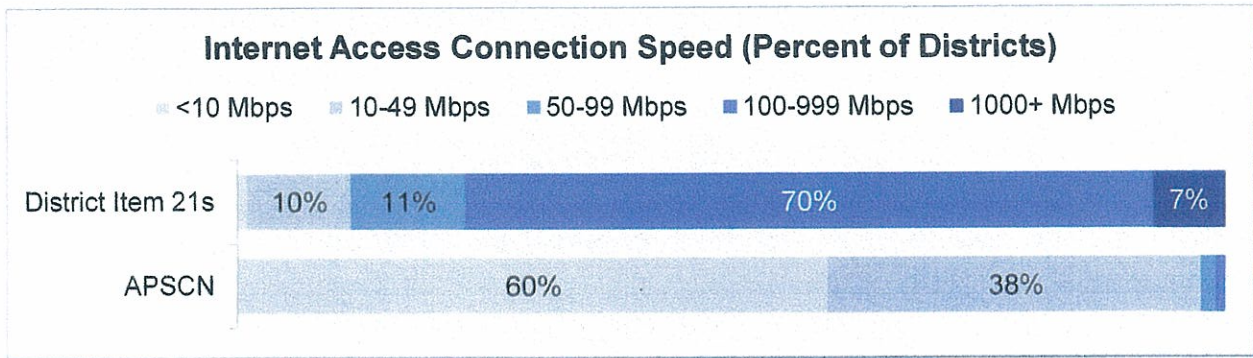 Internet Access Connection Speed (Percent of Districts)
<10 Mbps 10-49 Mbps 50-99 Mbps 100-999 Mbps 1000+ Mbps
District Item 21s 10% 11% 70% 7%
APSCN 60% 38%